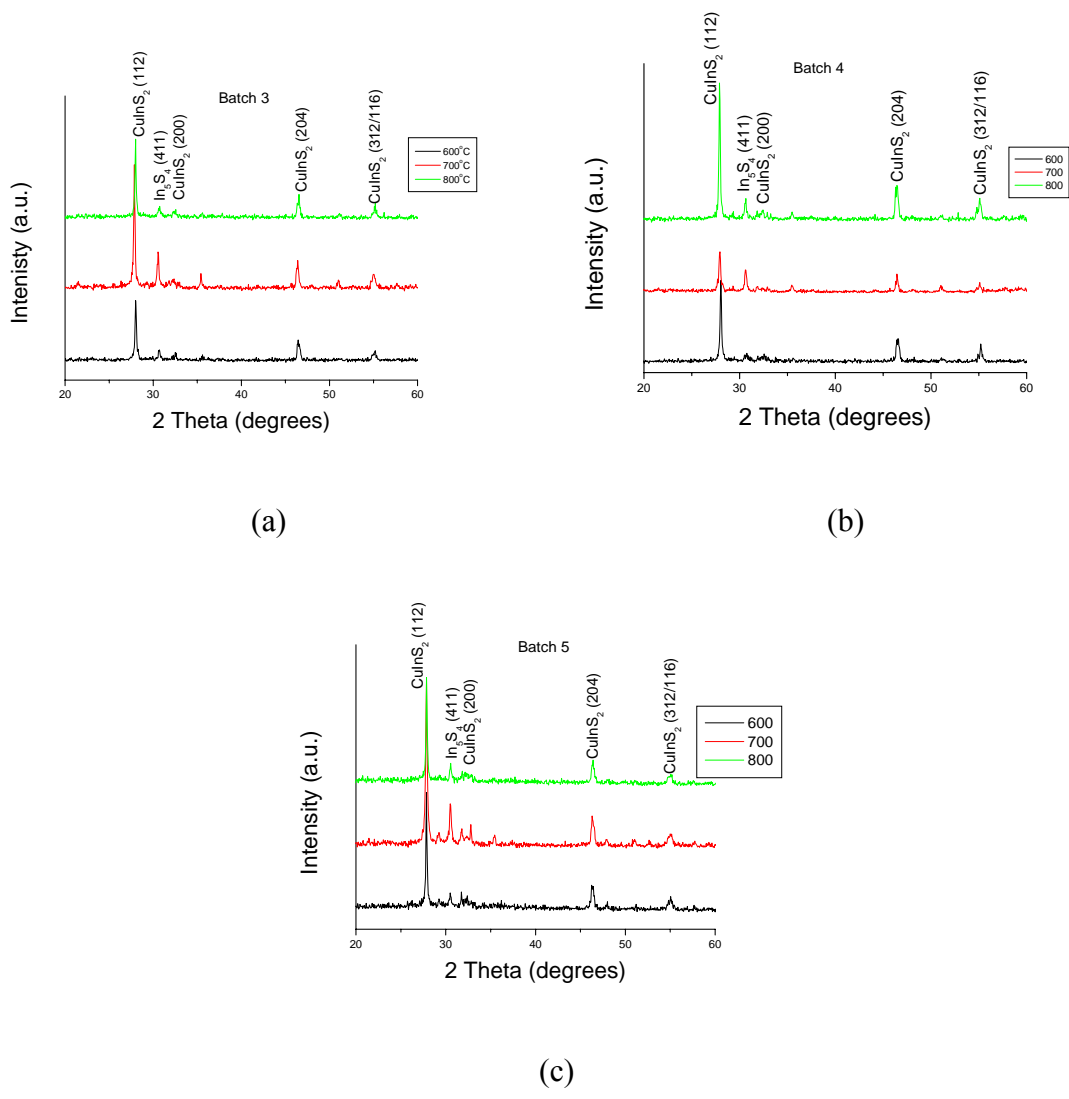 Batch 3
CuInS2 (112)
In5S4 (411)
CuInS2 (200)
CuInS2 (204)
CuInS2 (312/116)
600°C
700°C
800°C
Intenisty (a.u.)
20 30 40 50 60
2 Theta (degrees)
(a)
Batch 4
CuInS2 (112)
In5S4 (411)
CuInS2 (200)
CuInS2 (204)
CuInS2 (312/116)
600
700
800
Intensity (a.u.)
20 30 40 50 60
2 Theta (degrees)
(b)
Batch 5
CuInS2 (112)
In5S4 (411)
CuInS2 (200)
CuInS2 (204)
CuInS2 (312/116)
600
700
800
Intensity (a.u.)
20 30 40 50 60
2 Theta (degrees)
(c)